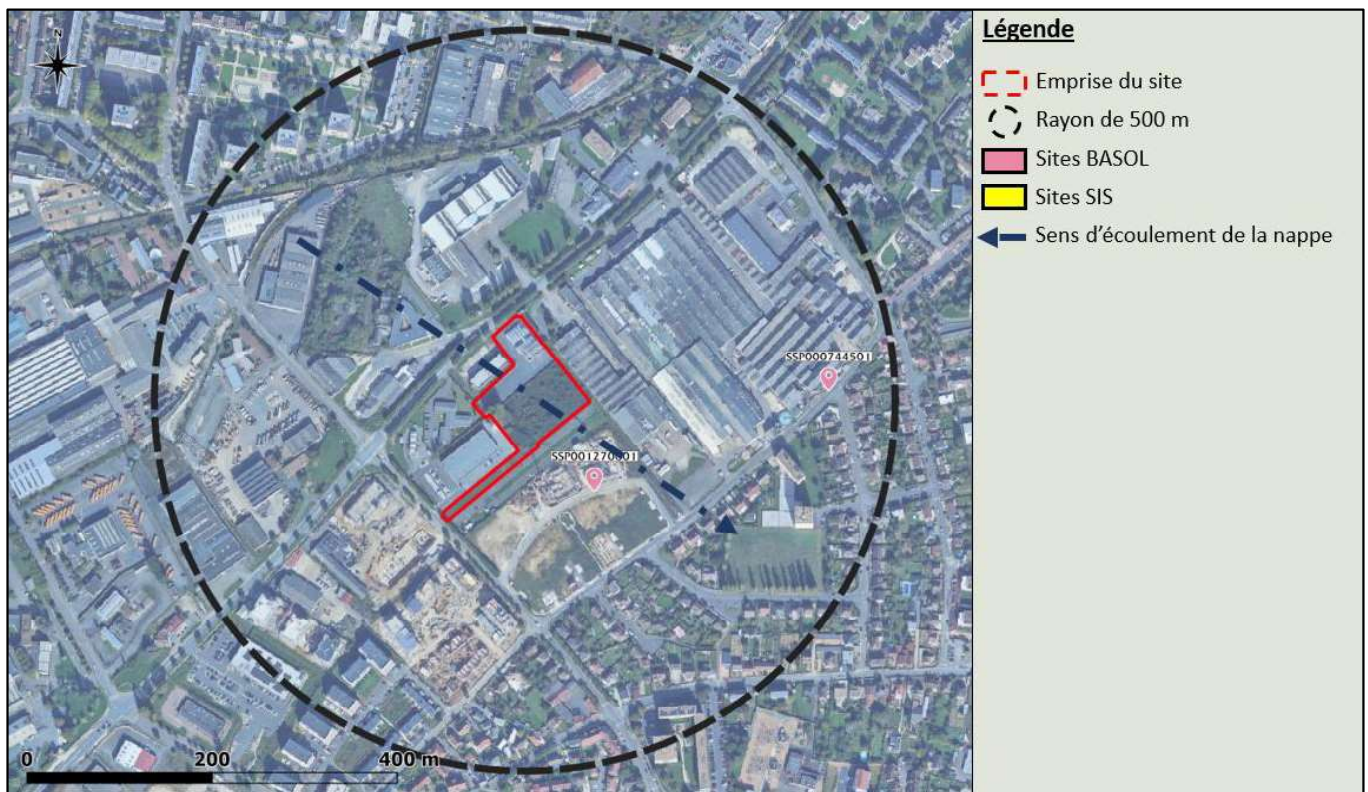 N
SSP000744501
SSP001270001
0 200 400 m
Légende
Emprise du site
Rayon de 500 m
Sites BASOL
Sites SIS
Sens d'écoulement de la nappe